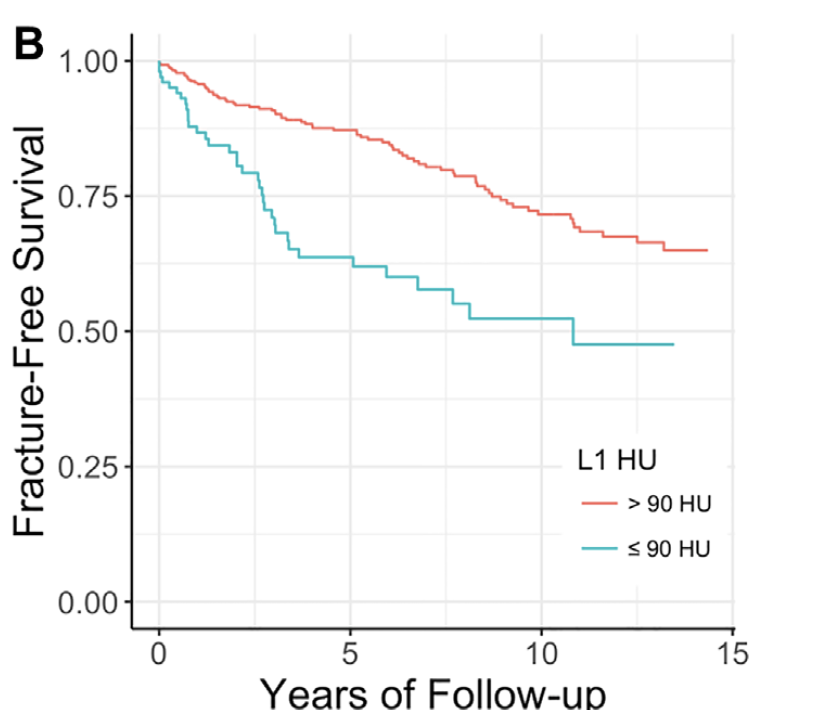 B
Fracture-Free Survival
1.00
0.75
0.50
0.25
0.00
L1 HU
> 90 HU
≤ 90 HU
0 5 10 15
Years of Follow-up